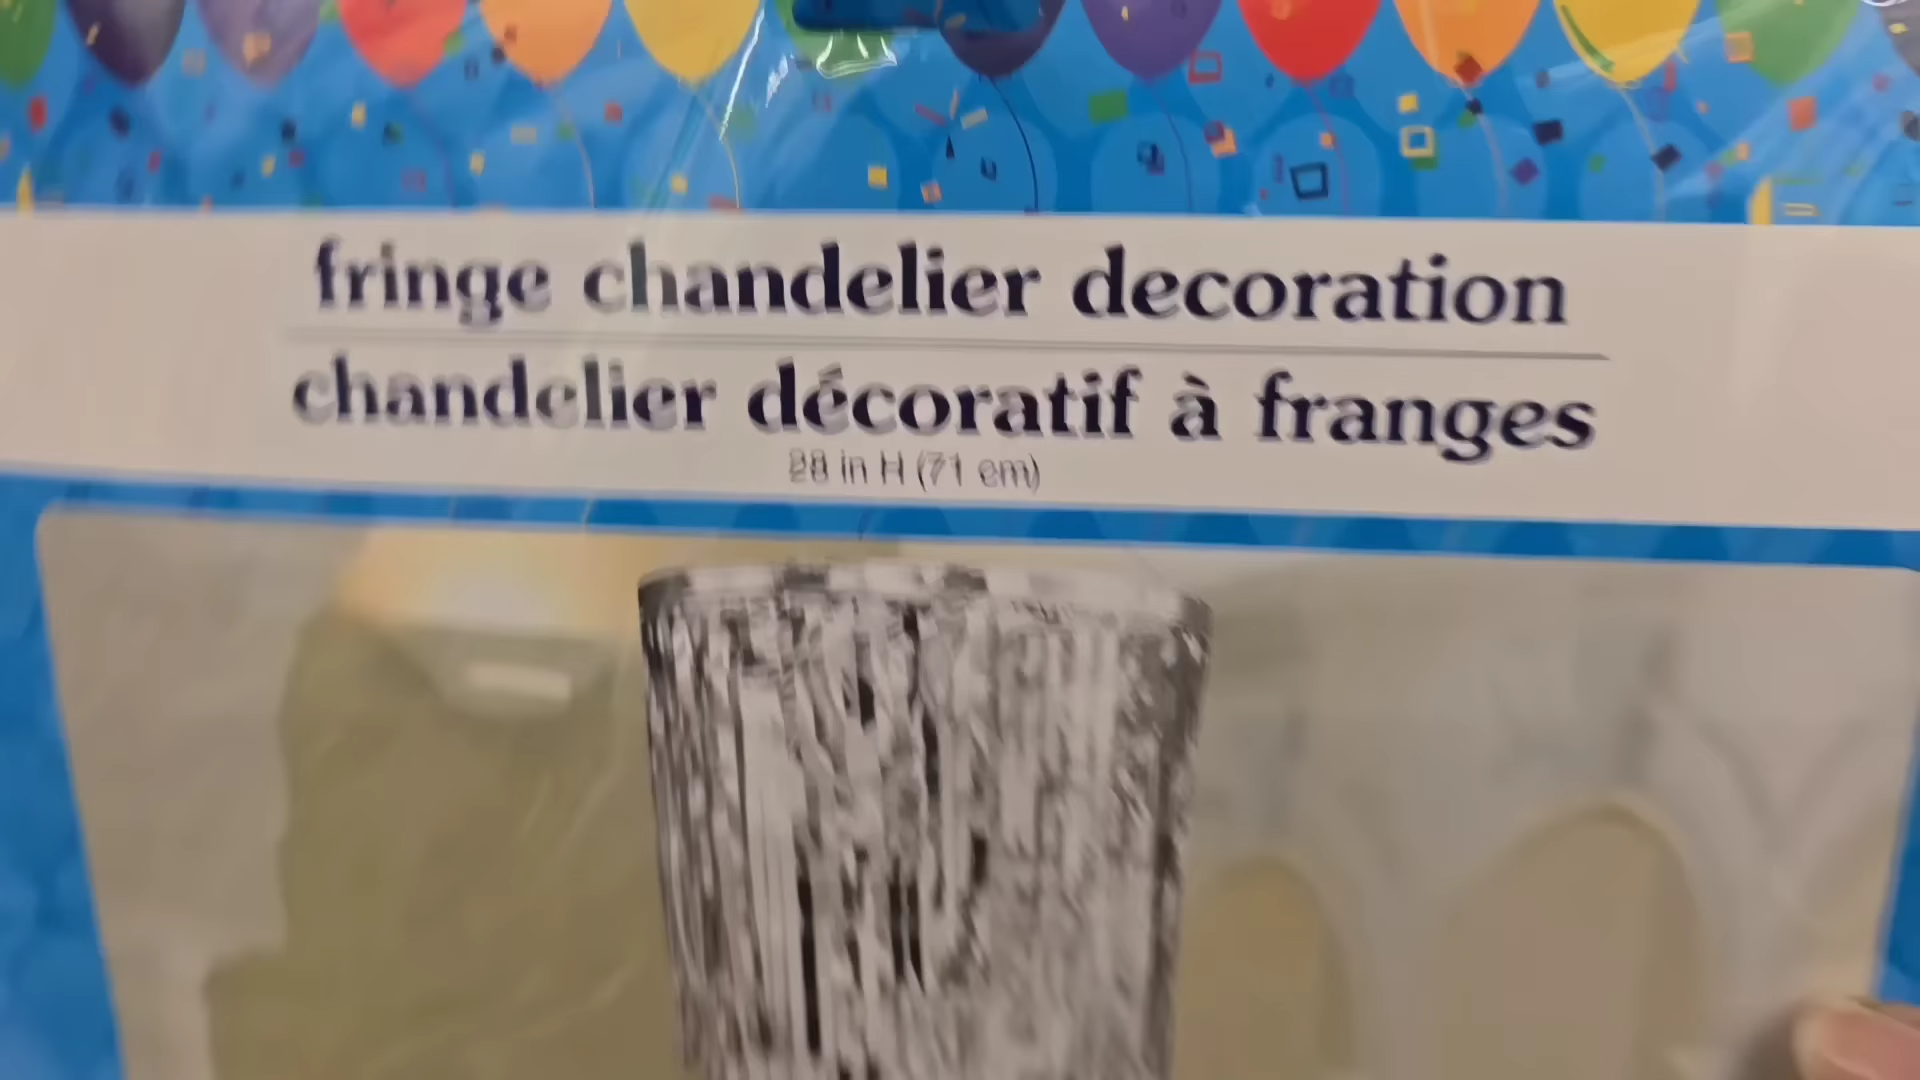 fringe chandelier decoration
chandelier décoratif à franges
28 in H (71 cm)